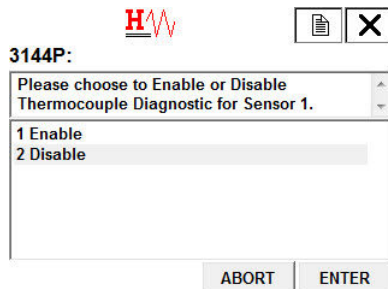 H
3144P:
Please choose to Enable or Disable
Thermocouple Diagnostic for Sensor 1.
1 Enable
2 Disable
ABORT ENTER